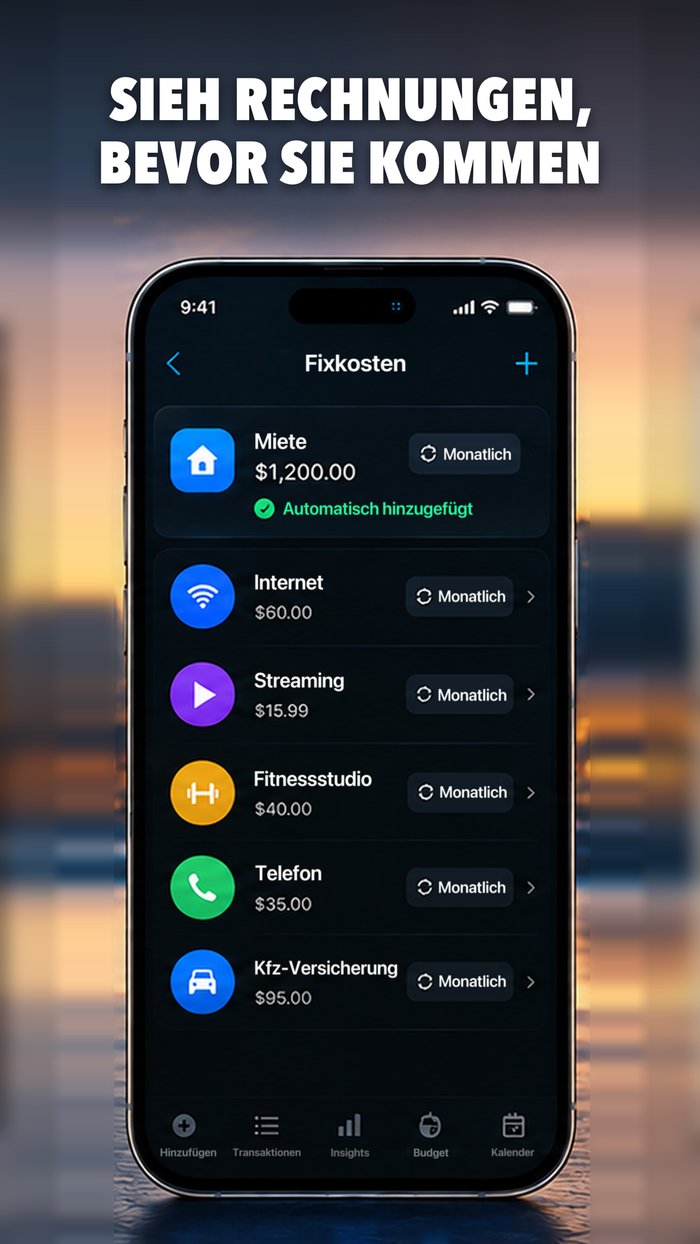 SIEH RECHNUNGEN,
BEVOR SIE KOMMEN
9:41
Fixkosten
Miete
$1,200.00
Monatlich
Automatisch hinzugefügt
Internet
$60.00
Monatlich
Streaming
$15.99
Monatlich
Fitnessstudio
$40.00
Monatlich
Telefon
$35.00
Monatlich
Kfz-Versicherung
$95.00
Monatlich
Hinzufügen
Transaktionen
Insights
Budget
Kalender